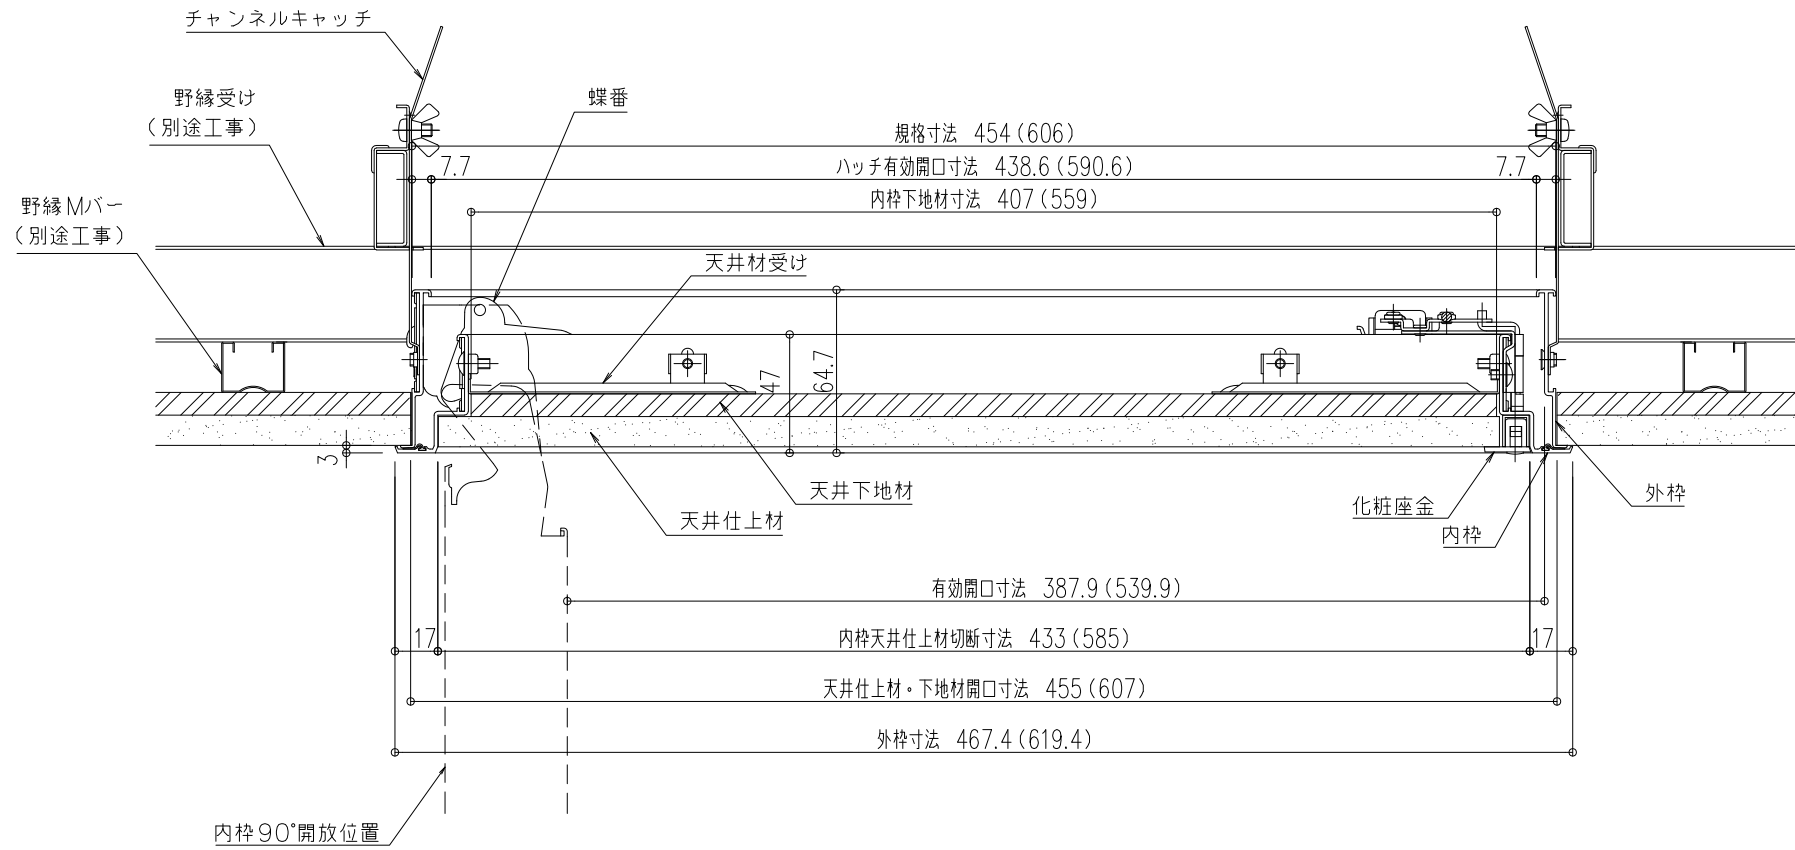 チャンネルキャッチ
野縁受け
(別途工事)
蝶番
規格寸法 454(606)
7.7
ハッチ有効開口寸法 438.6(590.6)
7.7
内枠下地材寸法 407(559)
野縁Mバー
(別途工事)
天井材受け
47
64.7
3
天井下地材
天井仕上材
化粧座金
内枠
外枠
有効開口寸法 387.9(539.9)
17
内枠天井仕上材切断寸法 433(585)
17
天井仕上材・下地材開口寸法 455(607)
外枠寸法 467.4(619.4)
内枠90°開放位置